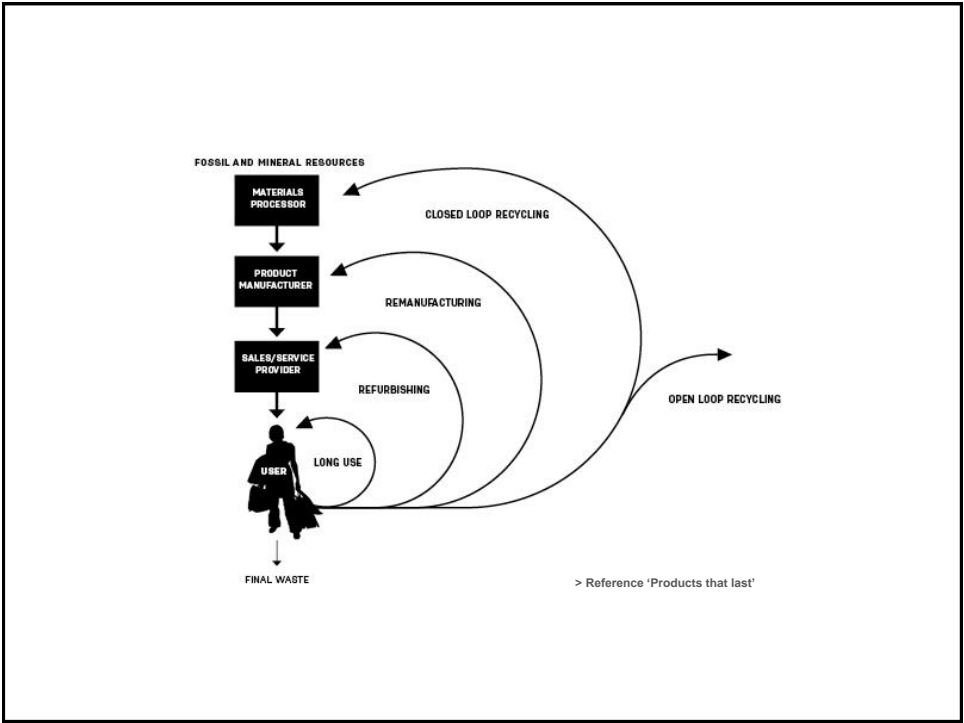 FOSSIL AND MINERAL RESOURCES
MATERIALS
PROCESSOR
CLOSED LOOP RECYCLING
PRODUCT
MANUFACTURER
REMANUFACTURING
SALES/SERVICE
PROVIDER
REFURBISHING
OPEN LOOP RECYCLING
LONG USE
USER
FINAL WASTE
> Reference ‘Products that last’